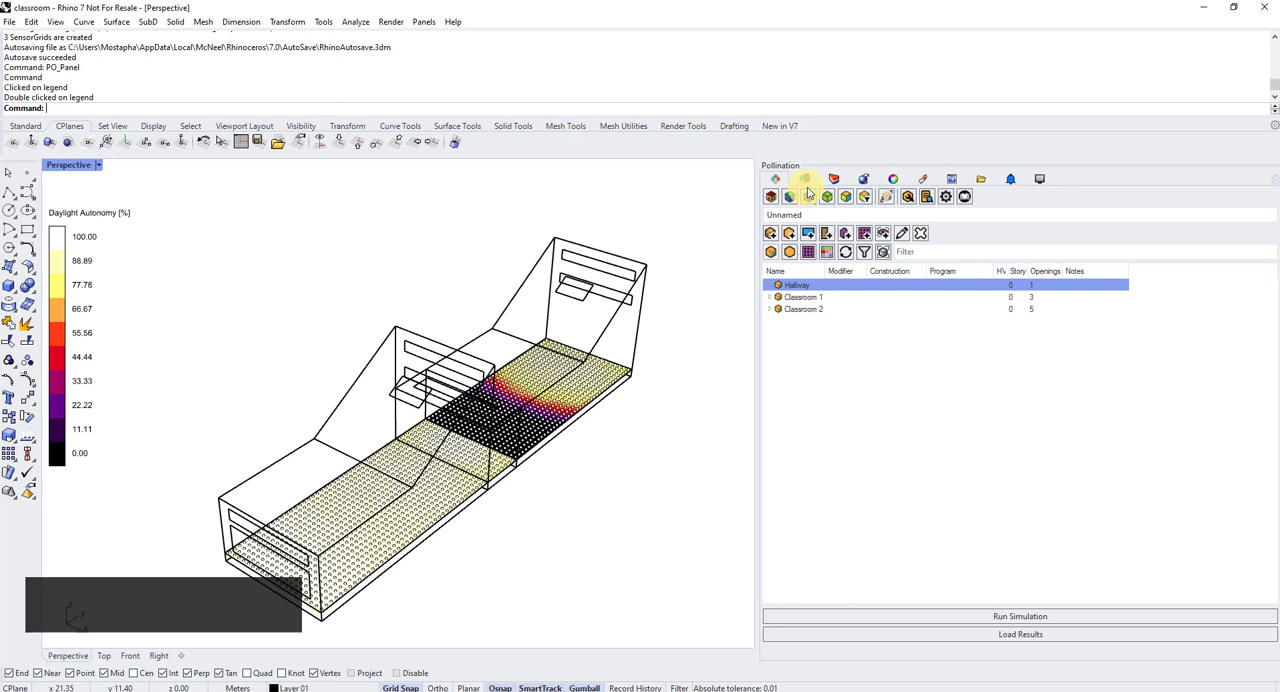 classroom - Rhino 7 Not For Resale - [Perspective]
File Edit View Curve Surface SubD Solid Mesh Dimension Transform Tools Analyze Render Panels Help
3 SensorGrids are created
Autosaving file as C:\Users\Mostapha\AppData\Local\McNeel\Rhinoceros\7.0\AutoSave\RhinoAutosave.3dm
Autosave succeeded
Command: PO_Panel
Command
Clicked on legend
Double clicked on legend
Command:
Standard CPlanes Set View Display Select Viewport Layout Visibility Transform Curve Tools Surface Tools Solid Tools Mesh Tools Mesh Utilities Render Tools Drafting New in V7
Perspective
Pollination
Daylight Autonomy [%]
100.00
88.89
77.78
66.67
55.56
44.44
33.33
22.22
11.11
0.00
Unnamed
Filter
Name Modifier Construction Program Story Openings Notes
Hallway 0 1
Classroom 1 0 3
Classroom 2 0 5
Run Simulation
Load Results
z
y
x
Perspective Top Front Right
End Near Point Mid Cen Int Perp Tan Quad Knot Vertex Project Disable
CPlane x 21.35 y 11.40 z 0.00 Meters Layer 01 Grid Snap Ortho Planar Osnap SmartTrack Gumball Record History Filter Absolute tolerance: 0.01